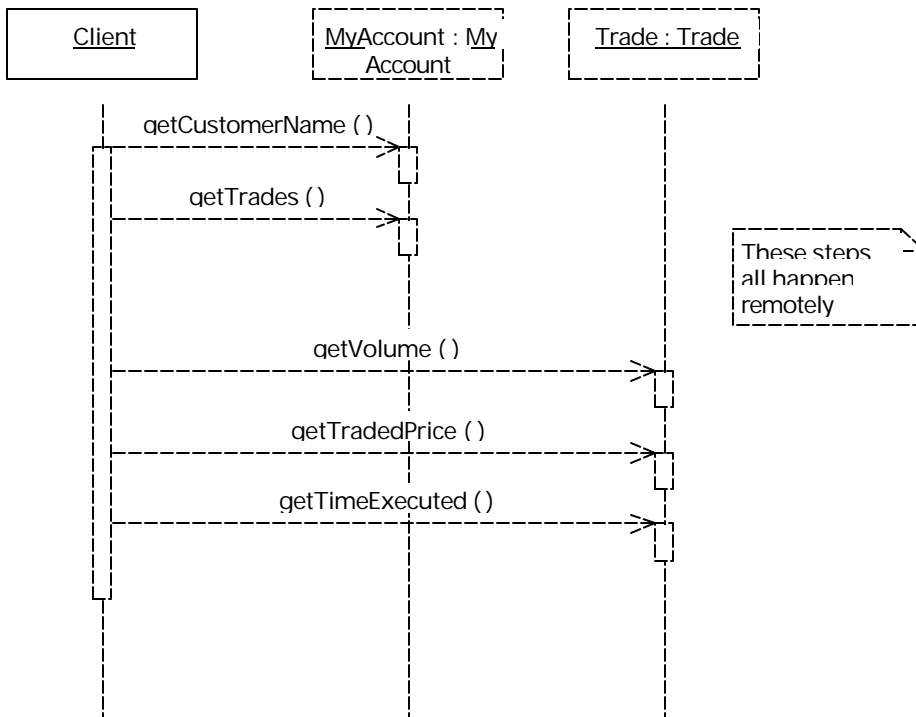 Client
MyAccount : My
Account
Trade : Trade
getCustomerName ( )
getTrades ( )
These steps
all happen
remotely
getVolume ( )
getTradedPrice ( )
getTimeExecuted ( )